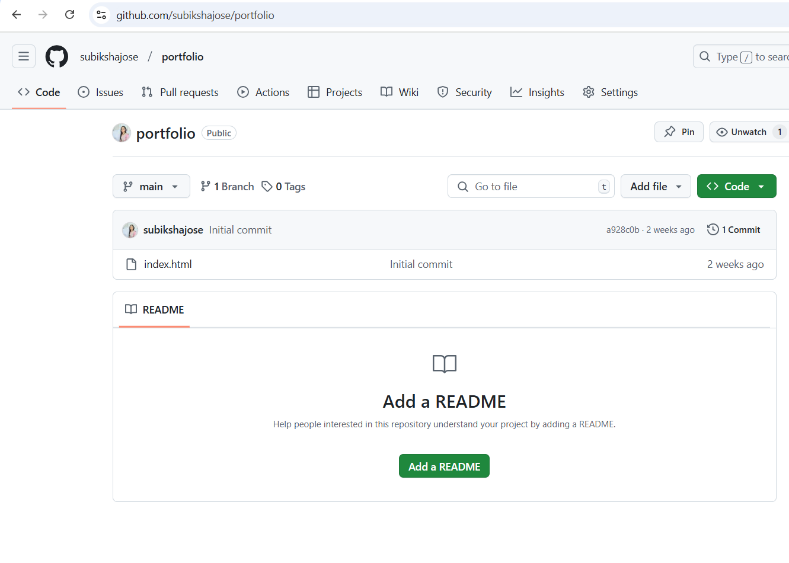 github.com/subikshajose/portfolio
subikshajose / portfolio
Type / to sear
Code Issues Pull requests Actions Projects Wiki Security Insights Settings
portfolio Public
Pin Unwatch 1
main 1 Branch 0 Tags Go to file t Add file Code
subikshajose Initial commit a928c0b · 2 weeks ago 1 Commit
index.html Initial commit 2 weeks ago
README
Add a README
Help people interested in this repository understand your project by adding a README.
Add a README